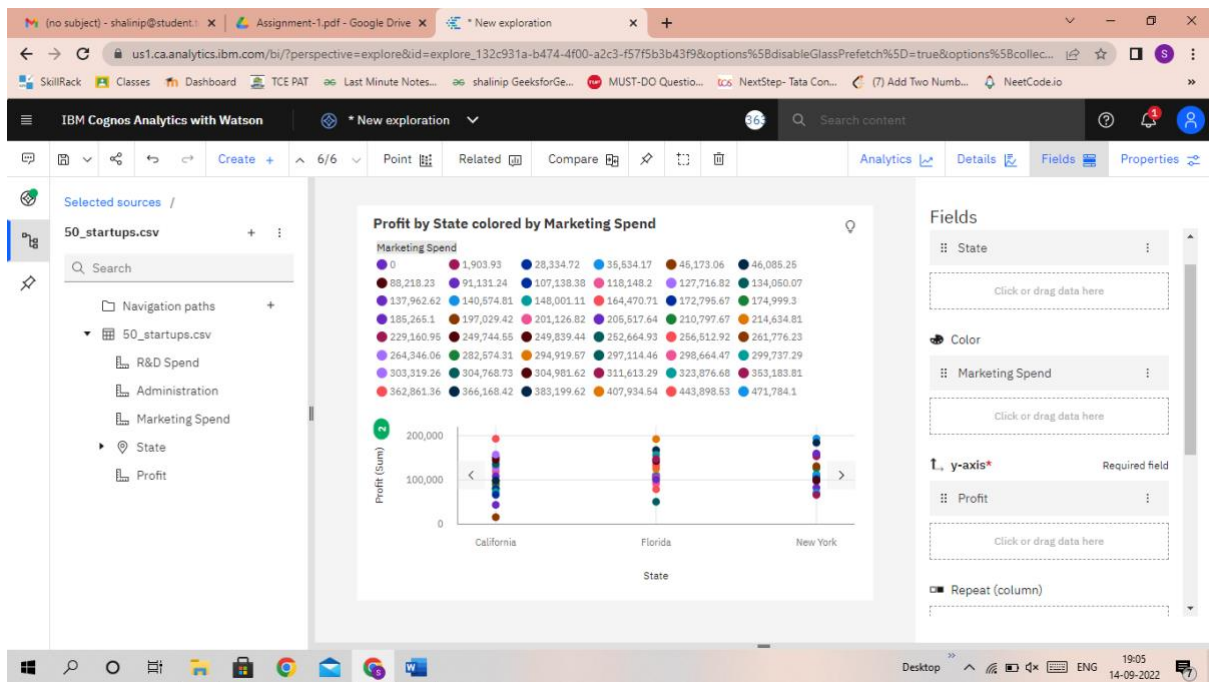 (no subject) - shalinip@student.t
Assignment-1.pdf - Google Drive
* New exploration
us1.ca.analytics.ibm.com/bi/?perspective=explore&id=explore_132c931a-b474-4f00-a2c3-f57f5b3b43f9&options%5BdisableGlassPrefetch%5D=true&options%5Bcollec...
S
SkillRack
Classes
Dashboard
TCE PAT
Last Minute Notes...
shalinip GeeksforGe...
MUST-DO Questio...
NextStep- Tata Con...
(7) Add Two Numb...
NeetCode.io
IBM Cognos Analytics with Watson
* New exploration
363
Search content
1
Create +
6/6
Point
Related
Compare
Analytics
Details
Fields
Properties
Selected sources /
50_startups.csv
Search
Navigation paths
50_startups.csv
R&D Spend
Administration
Marketing Spend
State
Profit
Profit by State colored by Marketing Spend
Marketing Spend
0 1,903.93 28,334.72 35,534.17 45,173.06 46,085.25
88,218.23 91,131.24 107,138.38 118,148.2 127,716.82 134,050.07
137,962.62 140,574.81 148,001.11 164,470.71 172,795.67 174,999.3
185,265.1 197,029.42 201,126.82 205,517.64 210,797.67 214,634.81
229,160.95 249,744.55 249,839.44 252,664.93 256,512.92 261,776.23
264,346.06 282,574.31 294,919.57 297,114.46 298,664.47 299,737.29
303,319.26 304,768.73 304,981.62 311,613.29 323,876.68 353,183.81
362,861.36 366,168.42 383,199.62 407,934.54 443,898.53 471,784.1
2
Profit (Sum)
200,000
100,000
0
California
Florida
New York
State
Fields
State
Click or drag data here
Color
Marketing Spend
Click or drag data here
y-axis*
Required field
Profit
Click or drag data here
Repeat (column)
Desktop
ENG
19:05
14-09-2022
7